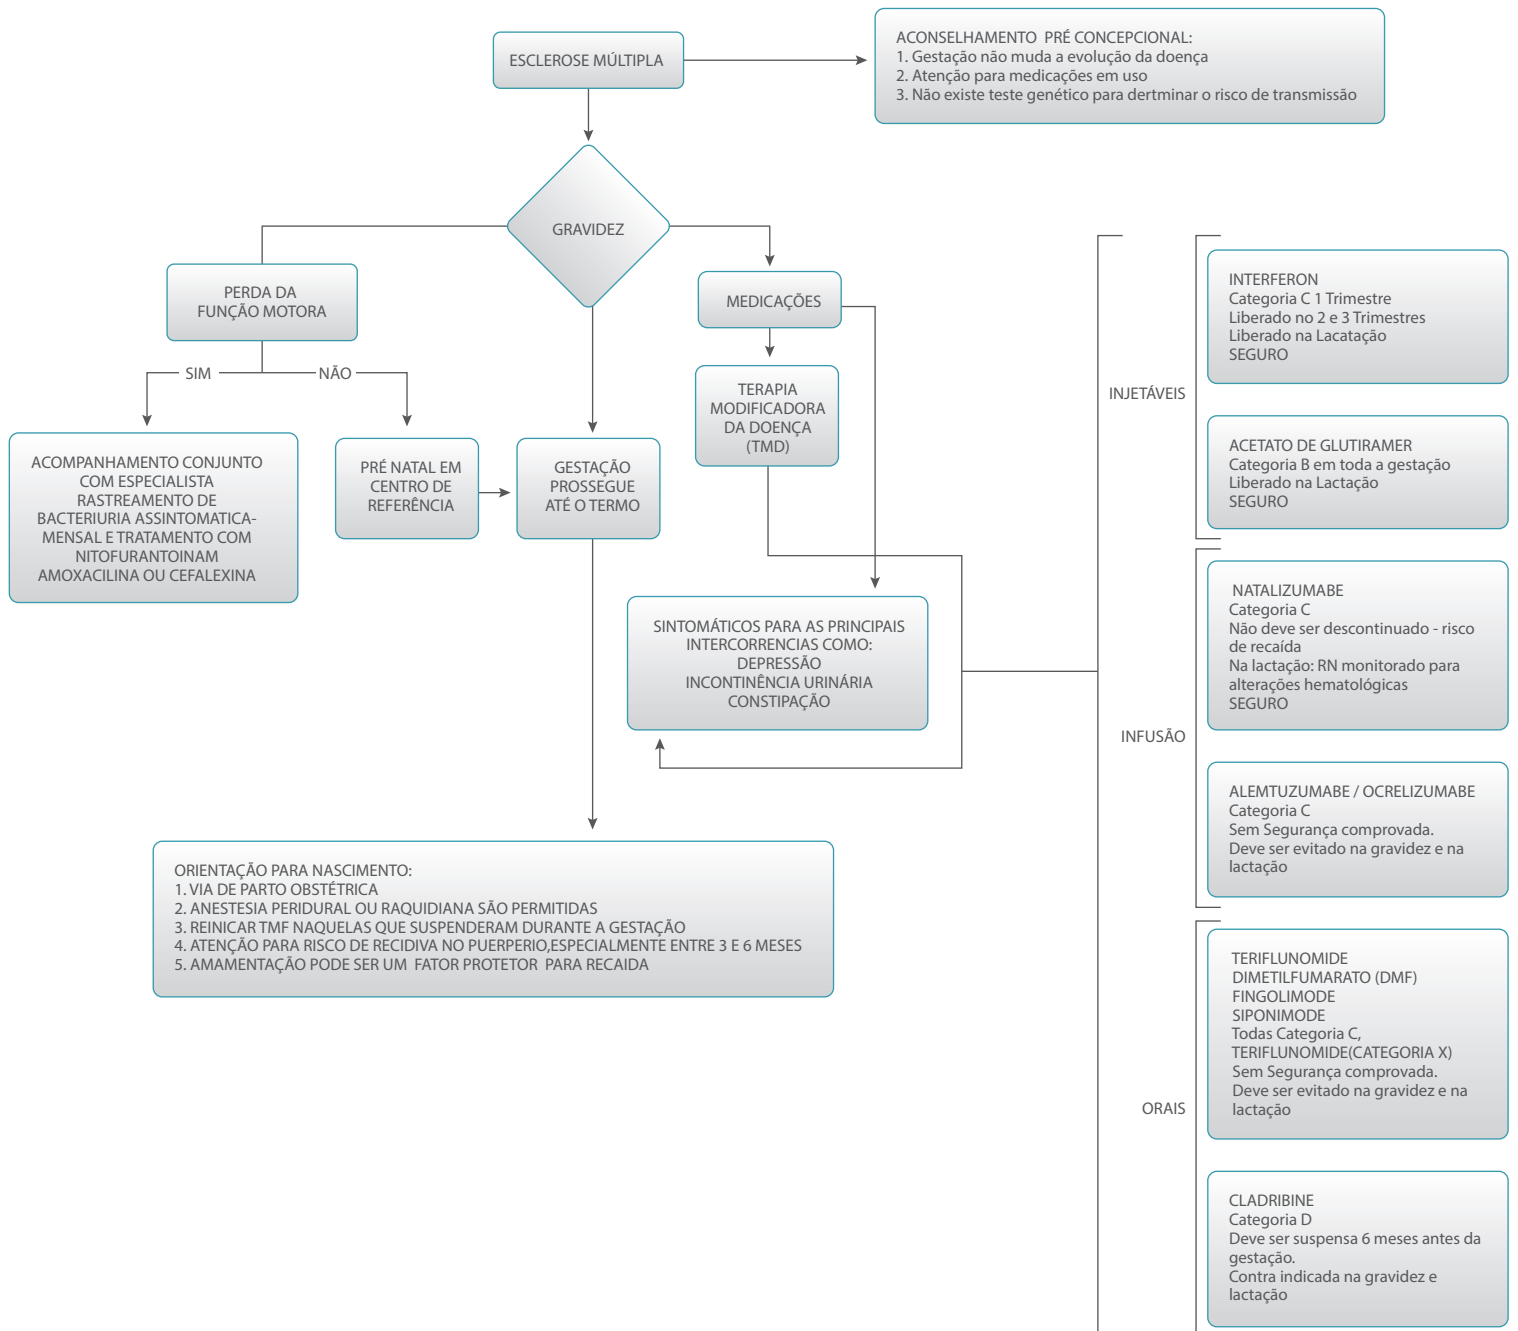 ESCLEROSE MÚLTIPLA
ACONSELHAMENTO PRÉ CONCEPCIONAL:
1. Gestação não muda a evolução da doença
2. Atenção para medicações em uso
3. Não existe teste genético para dertminar o risco de transmissão
GRAVIDEZ
PERDA DA
FUNÇÃO MOTORA
SIM
NÃO
ACOMPANHAMENTO CONJUNTO
COM ESPECIALISTA
RASTREAMENTO DE
BACTERIURIA ASSINTOMATICA-
MENSAL E TRATAMENTO COM
NITOFURANTOINAM
AMOXACILINA OU CEFALEXINA
PRÉ NATAL EM
CENTRO DE
REFERÊNCIA
GESTAÇÃO
PROSSEGUE
ATÉ O TERMO
MEDICAÇÕES
TERAPIA
MODIFICADORA
DA DOENÇA
(TMD)
SINTOMÁTICOS PARA AS PRINCIPAIS
INTERCORRENCIAS COMO:
DEPRESSÃO
INCONTINÊNCIA URINÁRIA
CONSTIPAÇÃO
ORIENTAÇÃO PARA NASCIMENTO:
1. VIA DE PARTO OBSTÉTRICA
2. ANESTESIA PERIDURAL OU RAQUIDIANA SÃO PERMITIDAS
3. REINICAR TMF NAQUELAS QUE SUSPENDERAM DURANTE A GESTAÇÃO
4. ATENÇÃO PARA RISCO DE RECIDIVA NO PUERPERIO,ESPECIALMENTE ENTRE 3 E 6 MESES
5. AMAMENTAÇÃO PODE SER UM FATOR PROTETOR PARA RECAIDA
INJETÁVEIS
INTERFERON
Categoria C 1 Trimestre
Liberado no 2 e 3 Trimestres
Liberado na Lacatação
SEGURO
ACETATO DE GLUTIRAMER
Categoria B em toda a gestação
Liberado na Lactação
SEGURO
INFUSÃO
NATALIZUMABE
Categoria C
Não deve ser descontinuado - risco
de recaída
Na lactação: RN monitorado para
alterações hematológicas
SEGURO
ALEMTUZUMABE / OCRELIZUMABE
Categoria C
Sem Segurança comprovada.
Deve ser evitado na gravidez e na
lactação
ORAIS
TERIFLUNOMIDE
DIMETILFUMARATO (DMF)
FINGOLIMODE
SIPONIMODE
Todas Categoria C,
TERIFLUNOMIDE(CATEGORIA X)
Sem Segurança comprovada.
Deve ser evitado na gravidez e na
lactação
CLADRIBINE
Categoria D
Deve ser suspensa 6 meses antes da
gestação.
Contra indicada na gravidez e
lactação